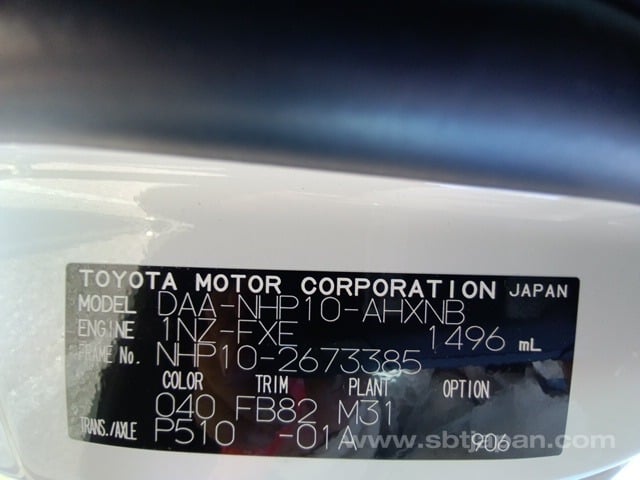 TOYOTA MOTOR CORPORATION JAPAN
MODEL DAA-NHP10-AHXNB
ENGINE 1NZ-FXE 1496 mL
FRAME No. NHP10-2673385
COLOR TRIM PLANT OPTION
040 FB82 M31
TRANS./AXLE P510 -01A
www.sbtjapan.com